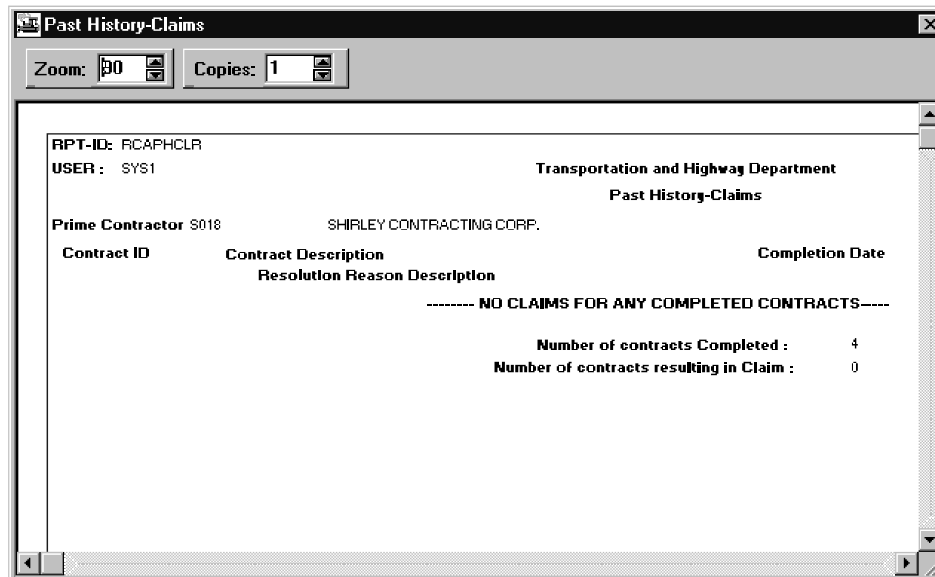 Past History-Claims
Zoom: 90 Copies: 1
RPT-ID: RCAPHCLR
USER : SYS1 Transportation and Highway Department
Past History-Claims
Prime Contractor S018 SHIRLEY CONTRACTING CORP.
Contract ID Contract Description Completion Date
Resolution Reason Description
-------- NO CLAIMS FOR ANY COMPLETED CONTRACTS-----
Number of contracts Completed : 4
Number of contracts resulting in Claim : 0